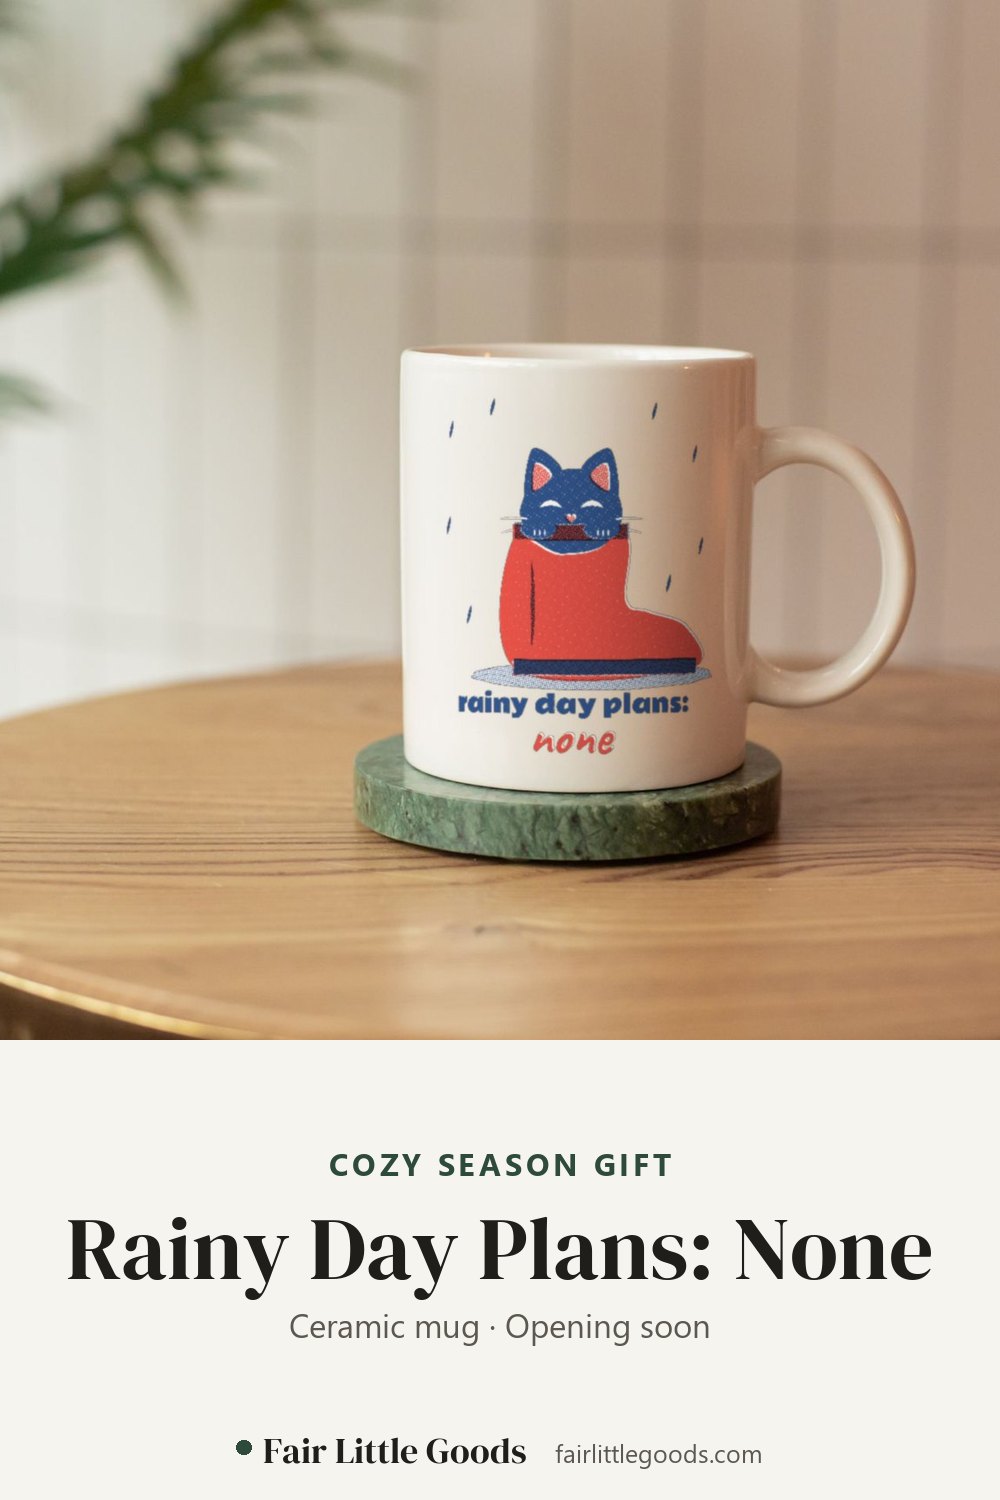 rainy day plans:
none
COZY SEASON GIFT
Rainy Day Plans: None
Ceramic mug · Opening soon
Fair Little Goods fairlittlegoods.com